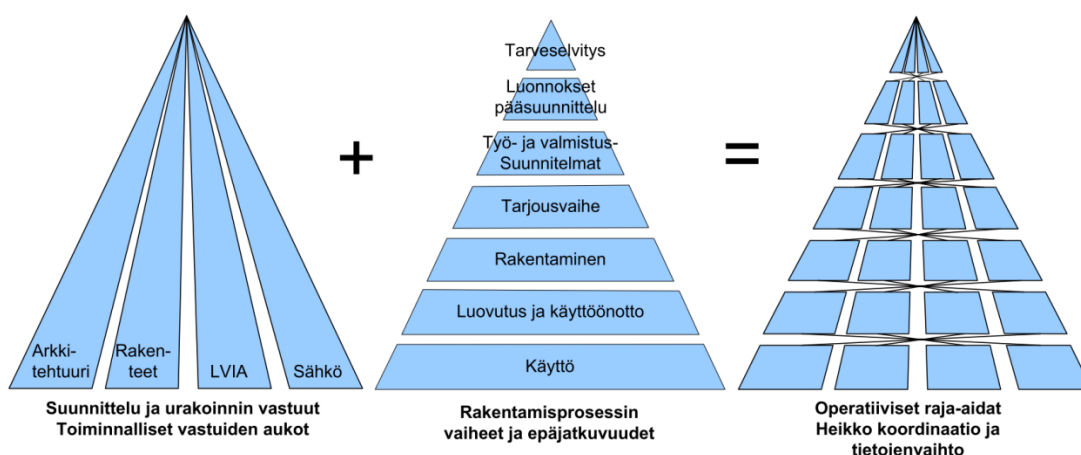 Arkki-
tehtuuri
Raken-
teet
LVIA
Sähkö
Suunnittelu ja urakoinnin vastuut
Toiminnalliset vastuiden aukot
+
Tarveselvitys
Luonnokset
pääsuunnittelu
Työ- ja valmistus-
Suunnitelmat
Tarjousvaihe
Rakentaminen
Luovutus ja käyttöönotto
Käyttö
Rakentamisprosessin
vaiheet ja epäjatkuvuudet
=
Operatiiviset raja-aidat
Heikko koordinaatio ja
tietojenvaihto